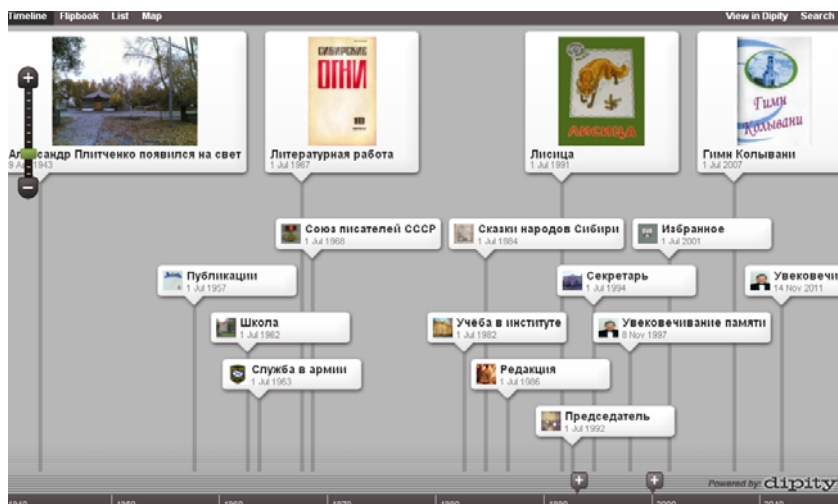 Timeline Flipbook List Map View in Dipity Search
СИБИРСКИЕ
ОГНИ
10
ЛИСИЦА
Гимн
Колывани
Плитченко появился на свет
1943
Литературная работа
1 Jul 1967
Лисица
1 Jul 1991
Гимн Колывани
1 Jul 2007
Союз писателей СССР
1 Jul 1968
Сказки народов Сибири
1 Jul 1984
Избранное
1 Jul 2001
Публикации
1 Jul 1957
Секретарь
1 Jul 1994
Увековечи
14 Nov 2011
Школа
1 Jul 1962
Учёба в институте
1 Jul 1982
Увековечивание памяти
8 Nov 1997
Служба в армии
1 Jul 1963
Редакция
1 Jul 1986
Председатель
1 Jul 1992
Powered by: dipity